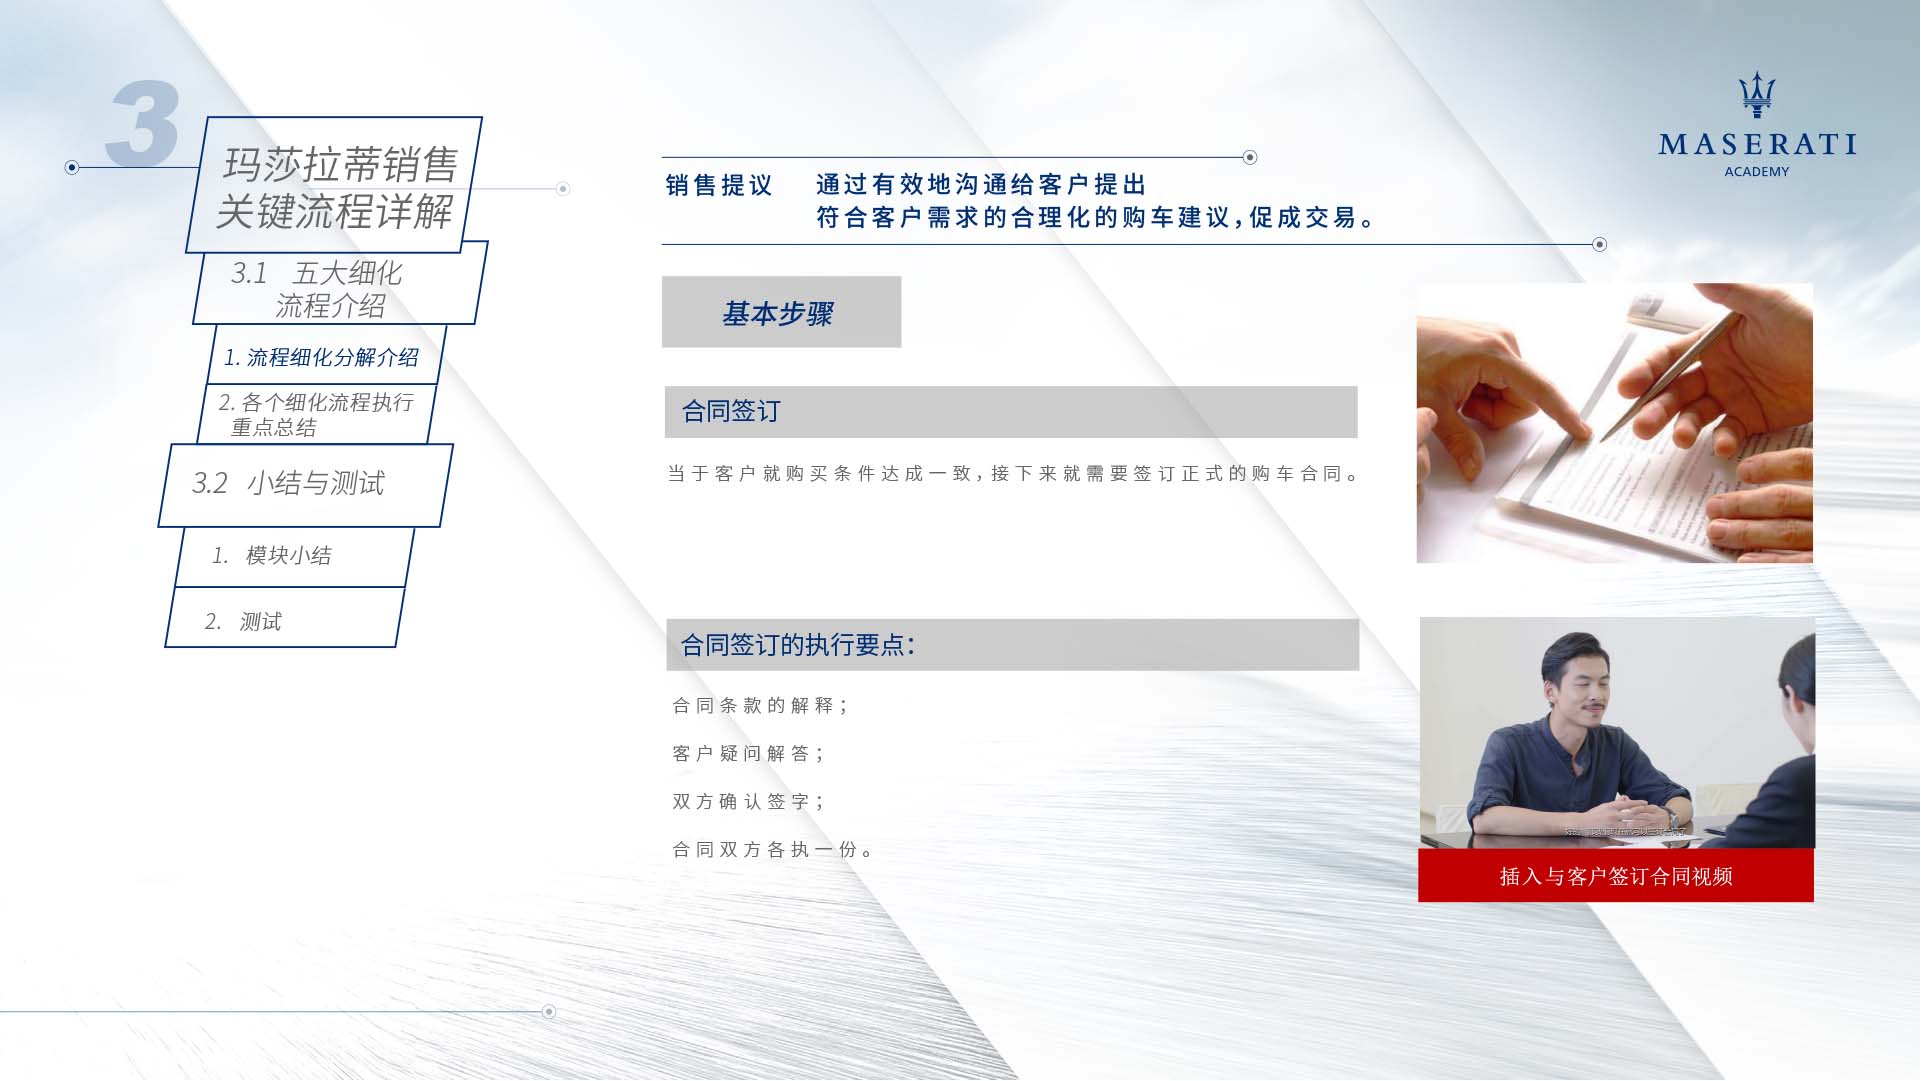 3
玛莎拉蒂销售
关键流程详解
3.1 五大细化
流程介绍
1. 流程细化分解介绍
2. 各个细化流程执行
重点总结
3.2 小结与测试
1. 模块小结
2. 测试
销售提议 通过有效地沟通给客户提出
符合客户需求的合理化的购车建议,促成交易。
基本步骤
合同签订
当于客户就购买条件达成一致,接下来就需要签订正式的购车合同。
合同签订的执行要点：
合同条款的解释；
客户疑问解答；
双方确认签字；
合同双方各执一份。
MASERATI
ACADEMY
插入与客户签订合同视频